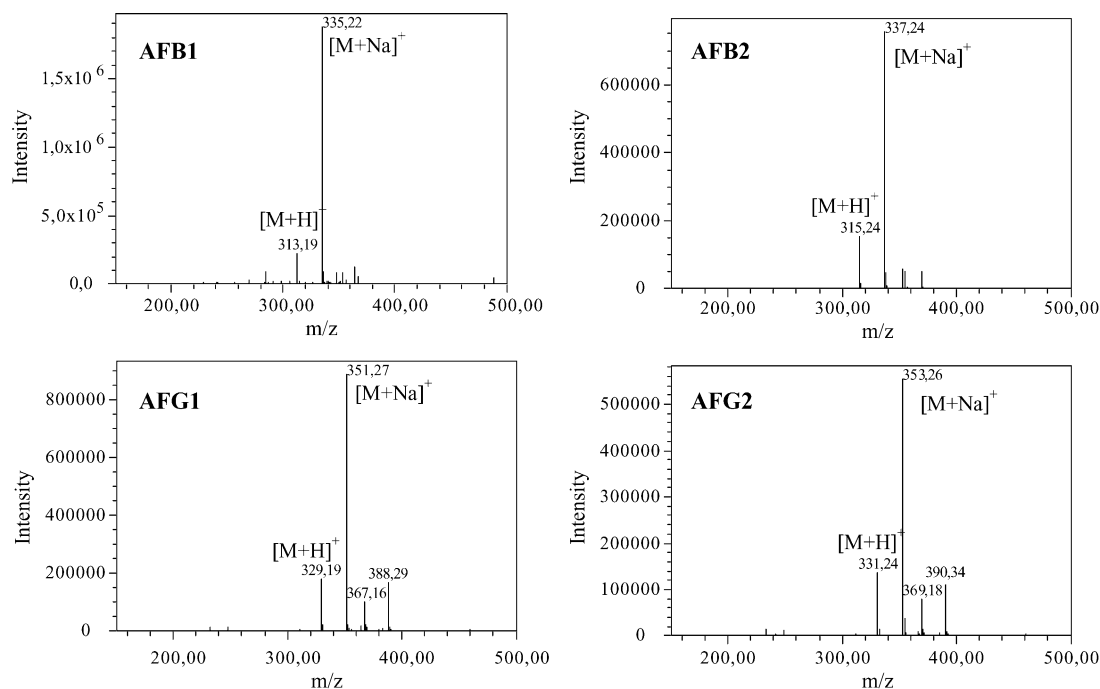 AFB1
335,22
[M+Na]+
1,5x10 6
1,0x10 6
5,0x10 5
0,0
Intensity
[M+H]+
313,19
200,00 300,00 400,00 500,00
m/z
AFB2
337,24
[M+Na]+
600000
400000
200000
0
Intensity
[M+H]+
315,24
200,00 300,00 400,00 500,00
m/z
AFG1
351,27
[M+Na]+
800000
600000
400000
200000
0
Intensity
[M+H]+
329,19
388,29
367,16
200,00 300,00 400,00 500,00
m/z
AFG2
353,26
[M+Na]+
500000
400000
300000
200000
100000
0
Intensity
[M+H]+
331,24
390,34
369,18
200,00 300,00 400,00 500,00
m/z